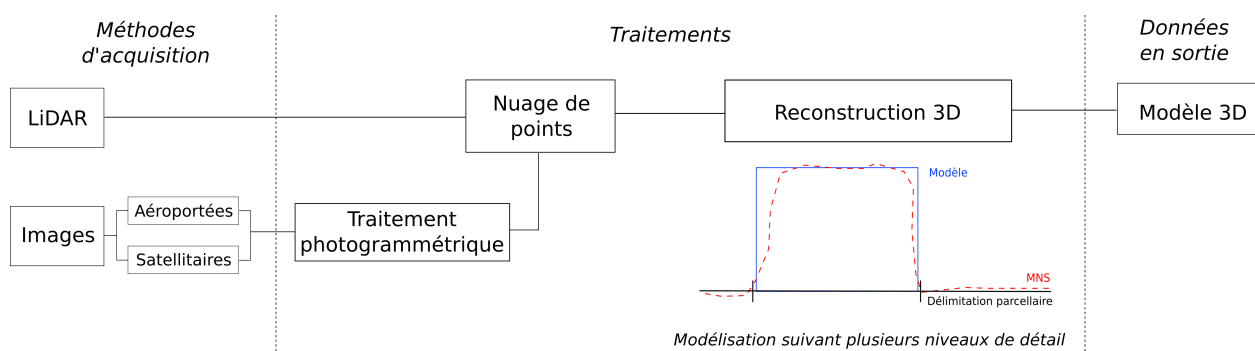 Méthodes
d'acquisition
Traitements
Données
en sortie
LiDAR
Nuage de
points
Reconstruction 3D
Modèle 3D
Images
Aéroportées
Satellitaires
Traitement
photogrammétrique
Modèle
MNS
Délimitation parcellaire
Modélisation suivant plusieurs niveaux de détail